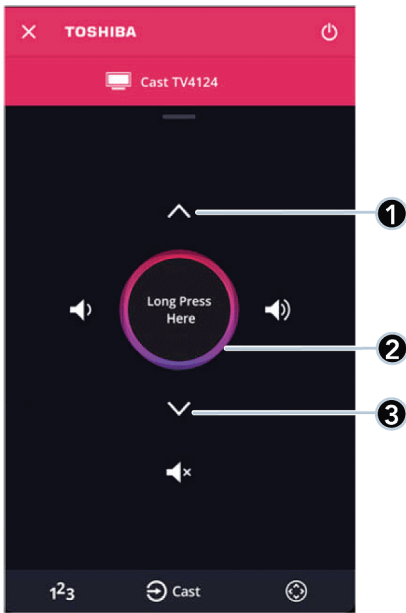 TOSHIBA
Cast TV4124
1
Long Press
Here
2
3
123
Cast